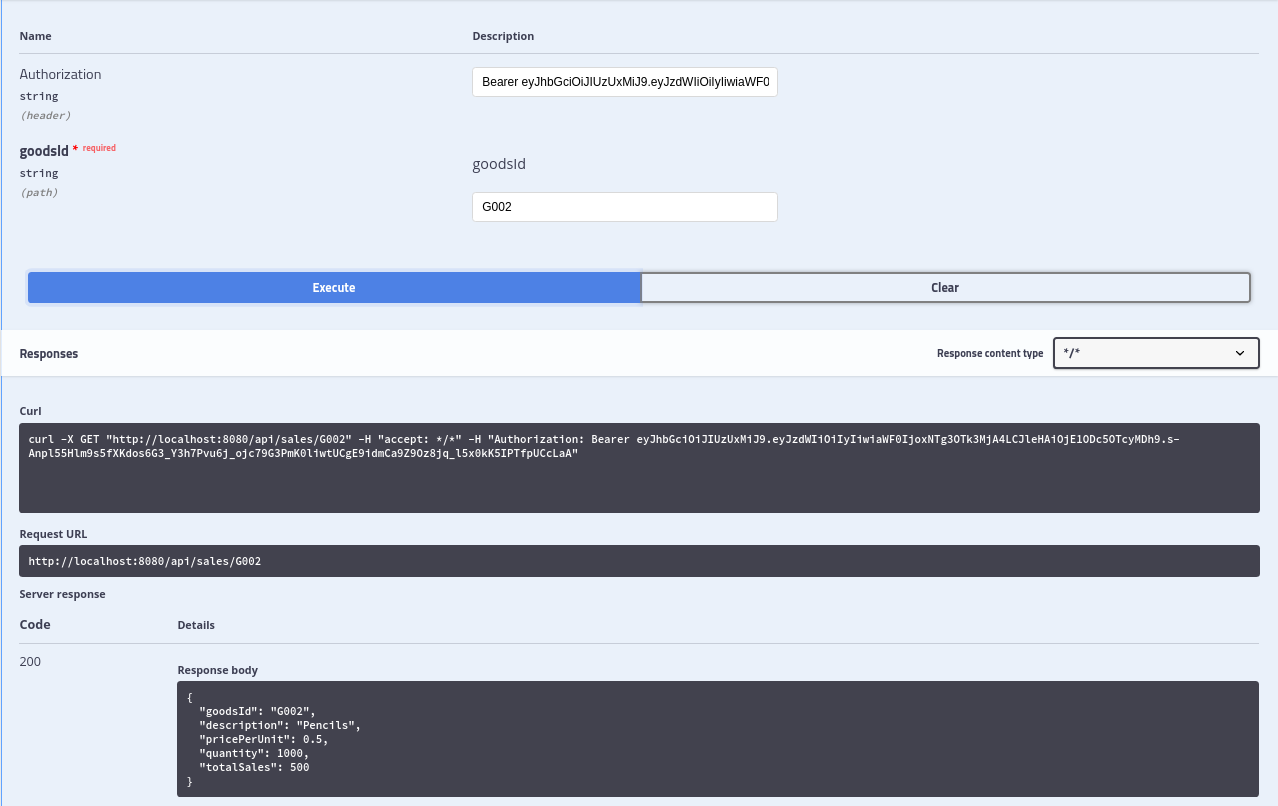 Name Description
Authorization
string
(header)
Bearer eyJhbGciOiJIUzUxMiJ9.eyJzdWIiOiIyIiwiaWF0
goodsId * required
string
(path)
goodsId
G002
Execute Clear
Responses Response content type */*
Curl
curl -X GET "http://localhost:8080/api/sales/G002" -H "accept: */*" -H "Authorization: Bearer eyJhbGciOiJIUzUxMiJ9.eyJzdWIiOiIyIiwiaWF0IjoxNTg3OTk3MjA4LCJleHAiOjE1ODc5OTcyMDh9.s-
Anpl55Hlm9s5fXKdos6G3_Y3h7Pvu6j_ojc79G3PmK0liwtUCgE9idmCa9Z9Oz8jq_l5x0kK5IPTfpUCcLaA"
Request URL
http://localhost:8080/api/sales/G002
Server response
Code Details
200
Response body
{
  "goodsId": "G002",
  "description": "Pencils",
  "pricePerUnit": 0.5,
  "quantity": 1000,
  "totalSales": 500
}